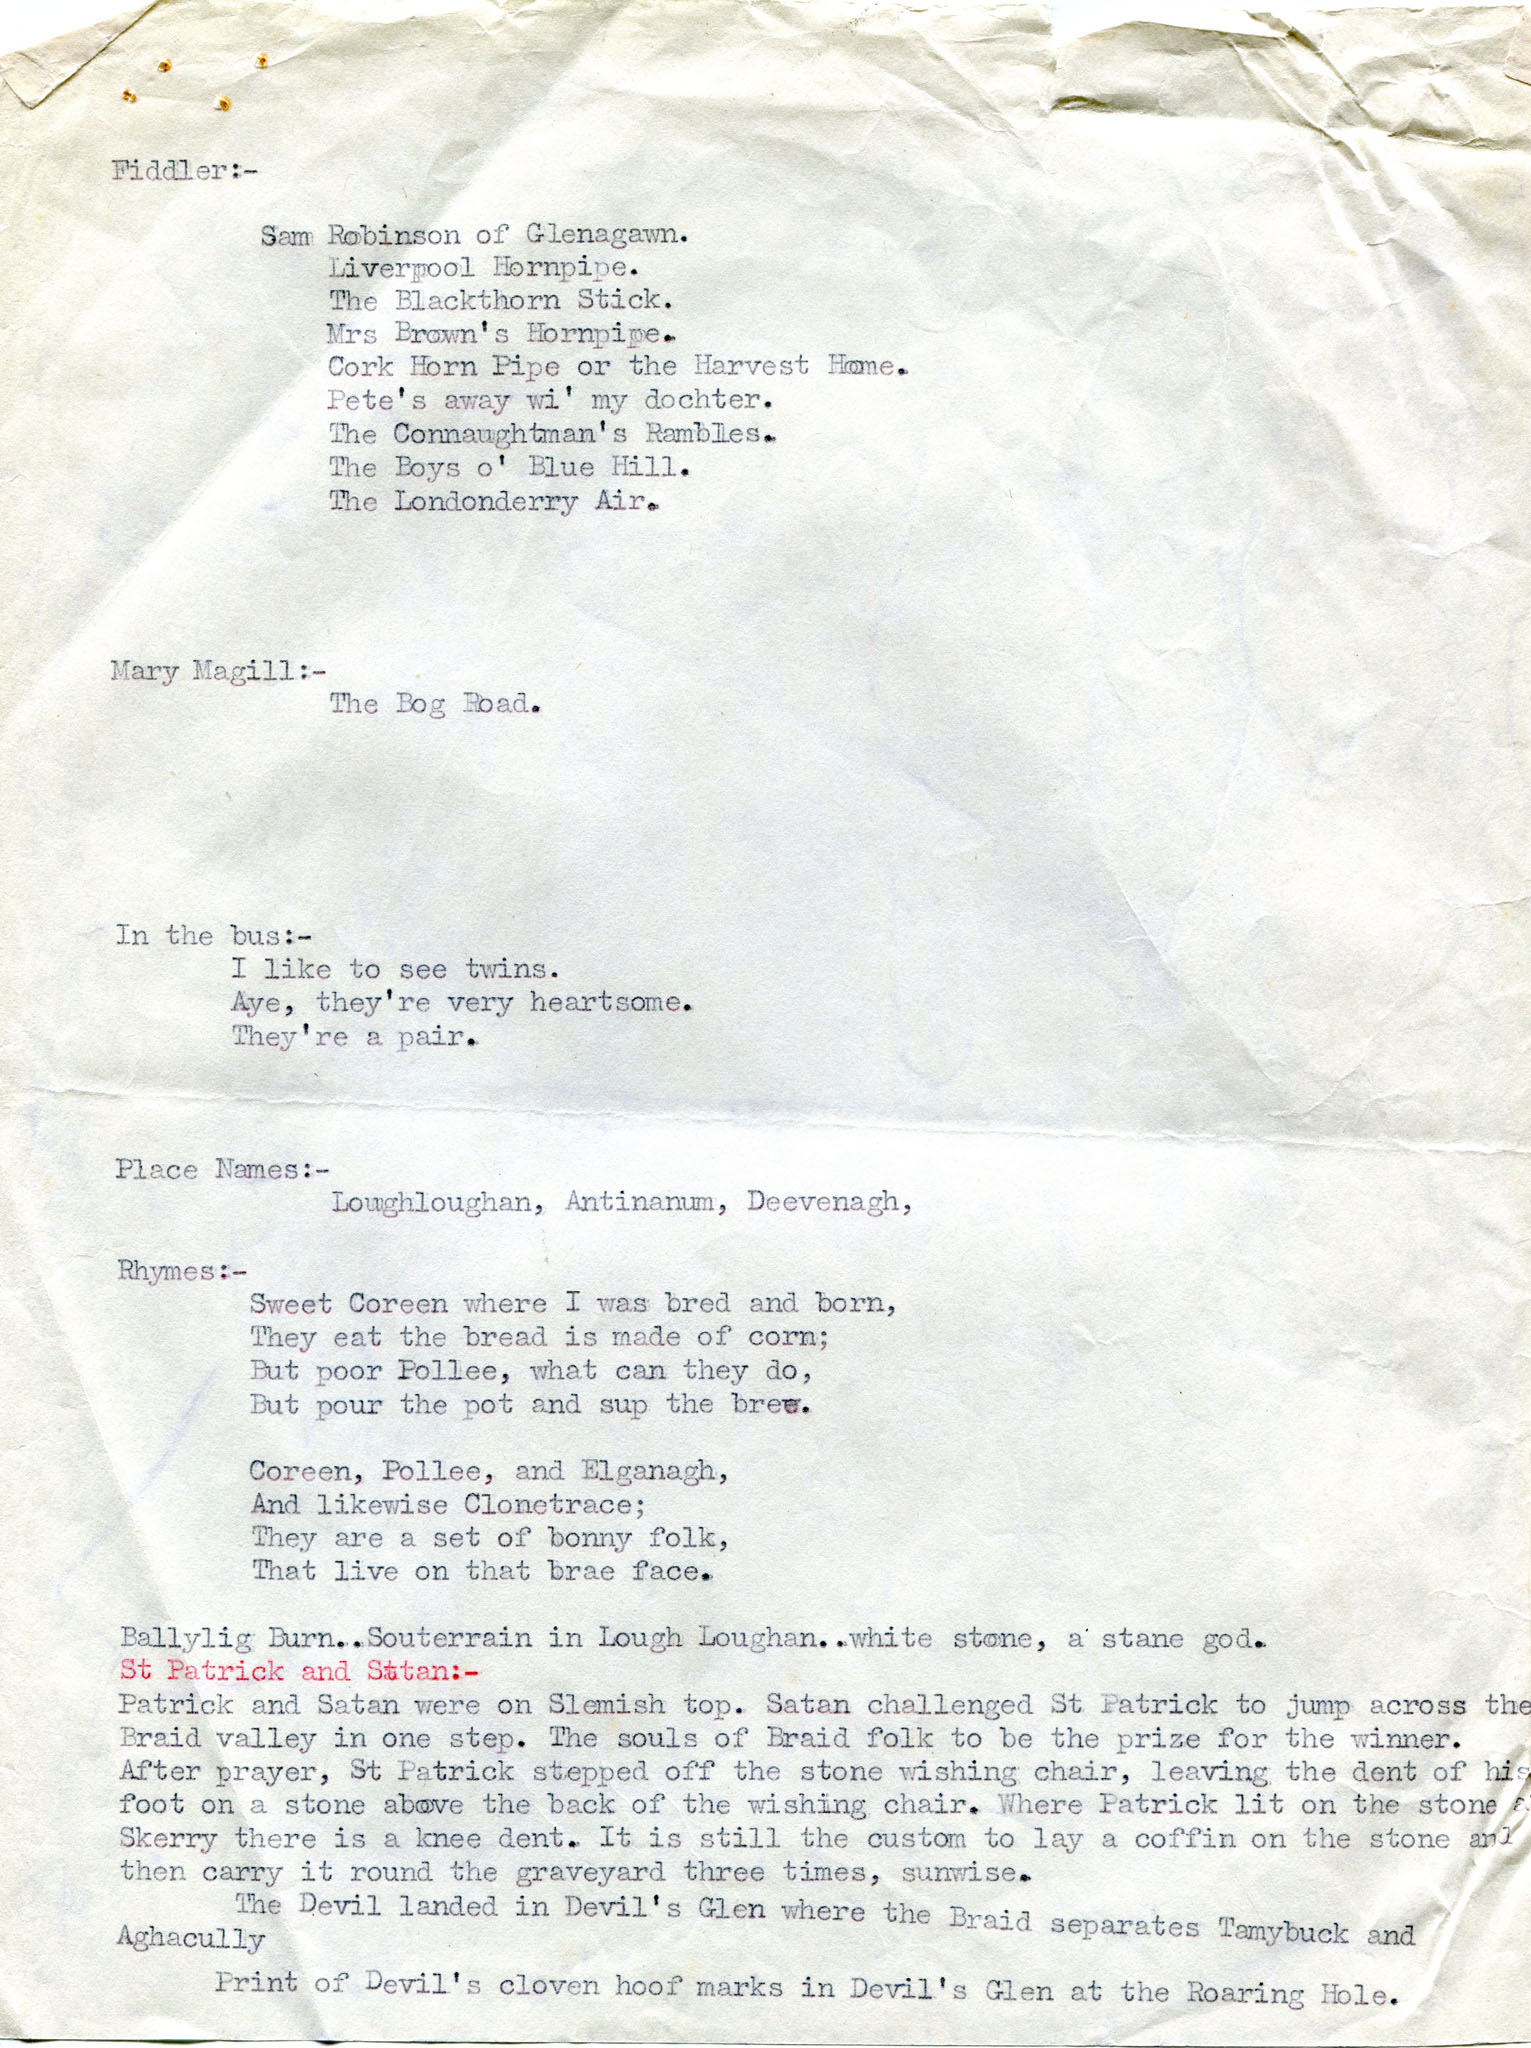 Fiddler:-
Sam Robinson of Glenagawn.
Liverpool Hornpipe.
The Blackthorn Stick.
Mrs Brown's Hornpipe.
Cork Horn Pipe or the Harvest Home.
Pete's away wi' my dochter.
The Connaughtman's Rambles.
The Boys o' Blue Hill.
The Londonderry Air.
Mary Magill:-
The Bog Road.
In the bus:-
I like to see twins.
Aye, they're very heartsome.
They're a pair.
Place Names:-
Loughloughan, Antinanum, Deevenagh,
Rhymes:-
Sweet Coreen where I was bred and born,
They eat the bread is made of corn;
But poor Pollee, what can they do,
But pour the pot and sup the bree.
Coreen, Pollee, and Elganagh,
And likewise Clonetrace;
They are a set of bonny folk,
That live on that brae face.
Ballylig Burn..Souterrain in Lough Loughan..white stone, a stane god.
St Patrick and Satan:-
Patrick and Satan were on Slemish top. Satan challenged St Patrick to jump across the
Braid valley in one step. The souls of Braid folk to be the prize for the winner.
After prayer, St Patrick stepped off the stone wishing chair, leaving the dent of his
foot on a stone above the back of the wishing chair. Where Patrick lit on the stone
Skerry there is a knee dent. It is still the custom to lay a coffin on the stone and
then carry it round the graveyard three times, sunwise.
The Devil landed in Devil's Glen where the Braid separates Tamybuck and
Aghacully
Print of Devil's cloven hoof marks in Devil's Glen at the Roaring Hole.